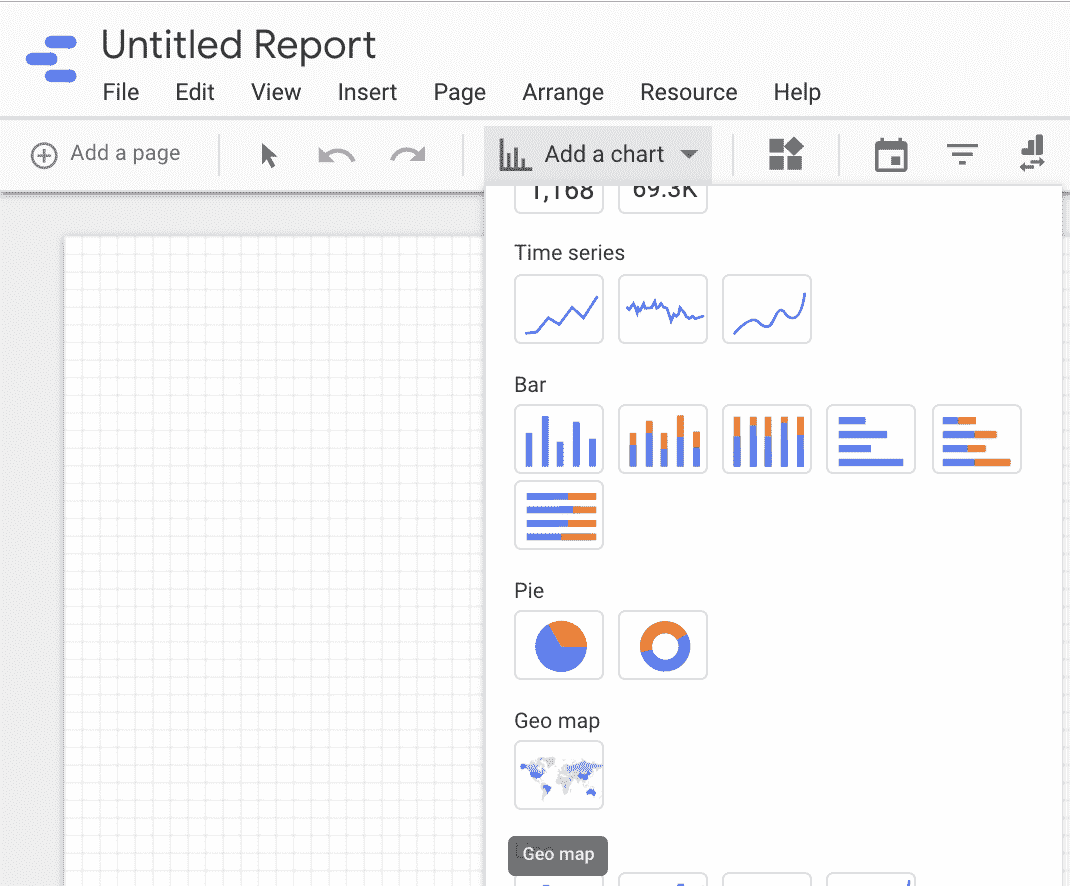 Untitled Report
File Edit View Insert Page Arrange Resource Help
Add a page Add a chart
1,168 69.3K
Time series
Bar
Pie
Geo map
Geo map